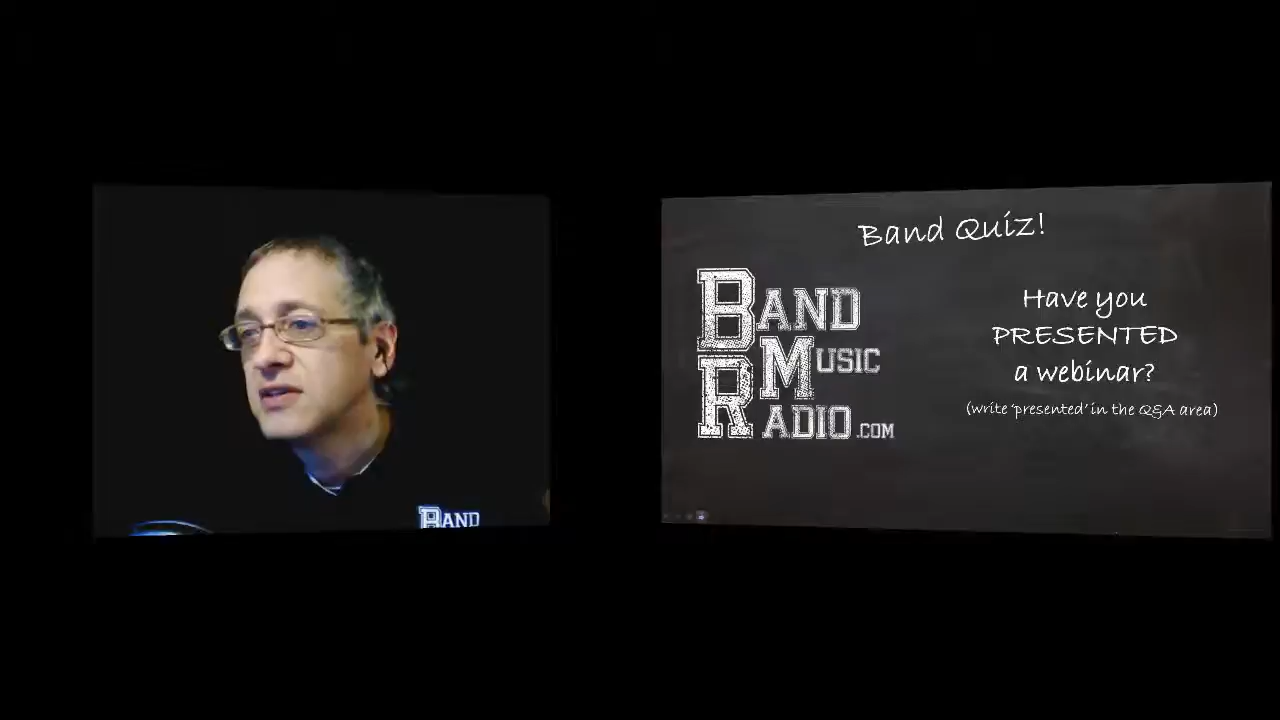 BAND
Band Quiz!
BAND
MUSIC
RADIO.COM
Have you
PRESENTED
a webinar?
(write 'presented' in the Q&A area)